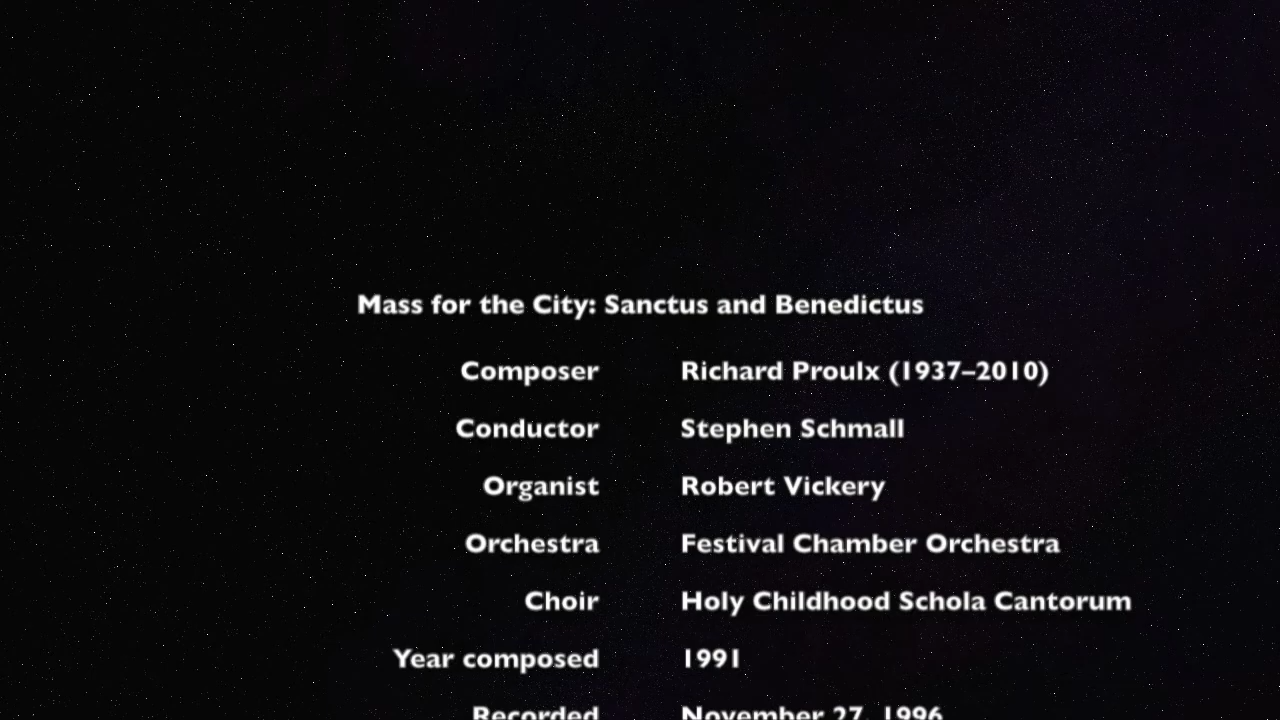 Mass for the City: Sanctus and Benedictus
Composer Richard Proulx (1937–2010)
Conductor Stephen Schmall
Organist Robert Vickery
Orchestra Festival Chamber Orchestra
Choir Holy Childhood Schola Cantorum
Year composed 1991
Recorded November 27, 1996